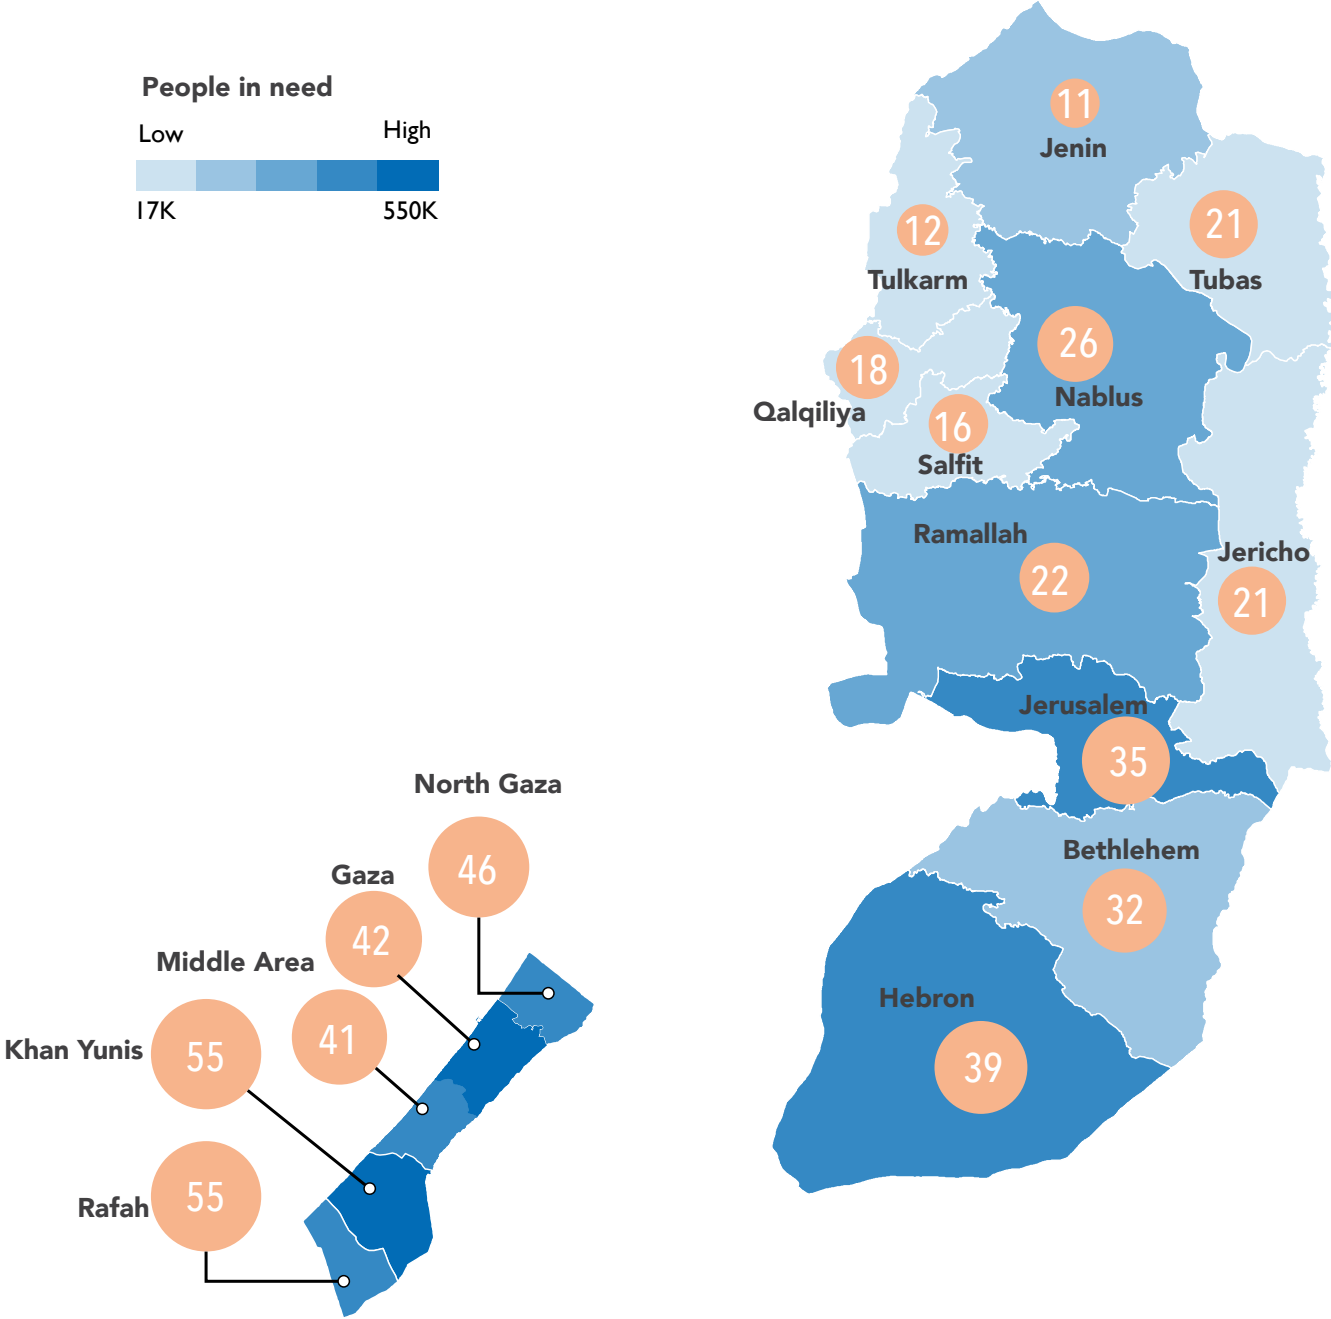 People in need
Low
High
17K
550K
11
Jenin
12
Tulkarm
21
Tubas
26
Nablus
18
Qalqiliya
16
Salfit
Ramallah
22
Jericho
21
Jerusalem
35
Bethlehem
32
Hebron
39
North Gaza
46
Gaza
42
Middle Area
41
Khan Yunis
55
Rafah
55